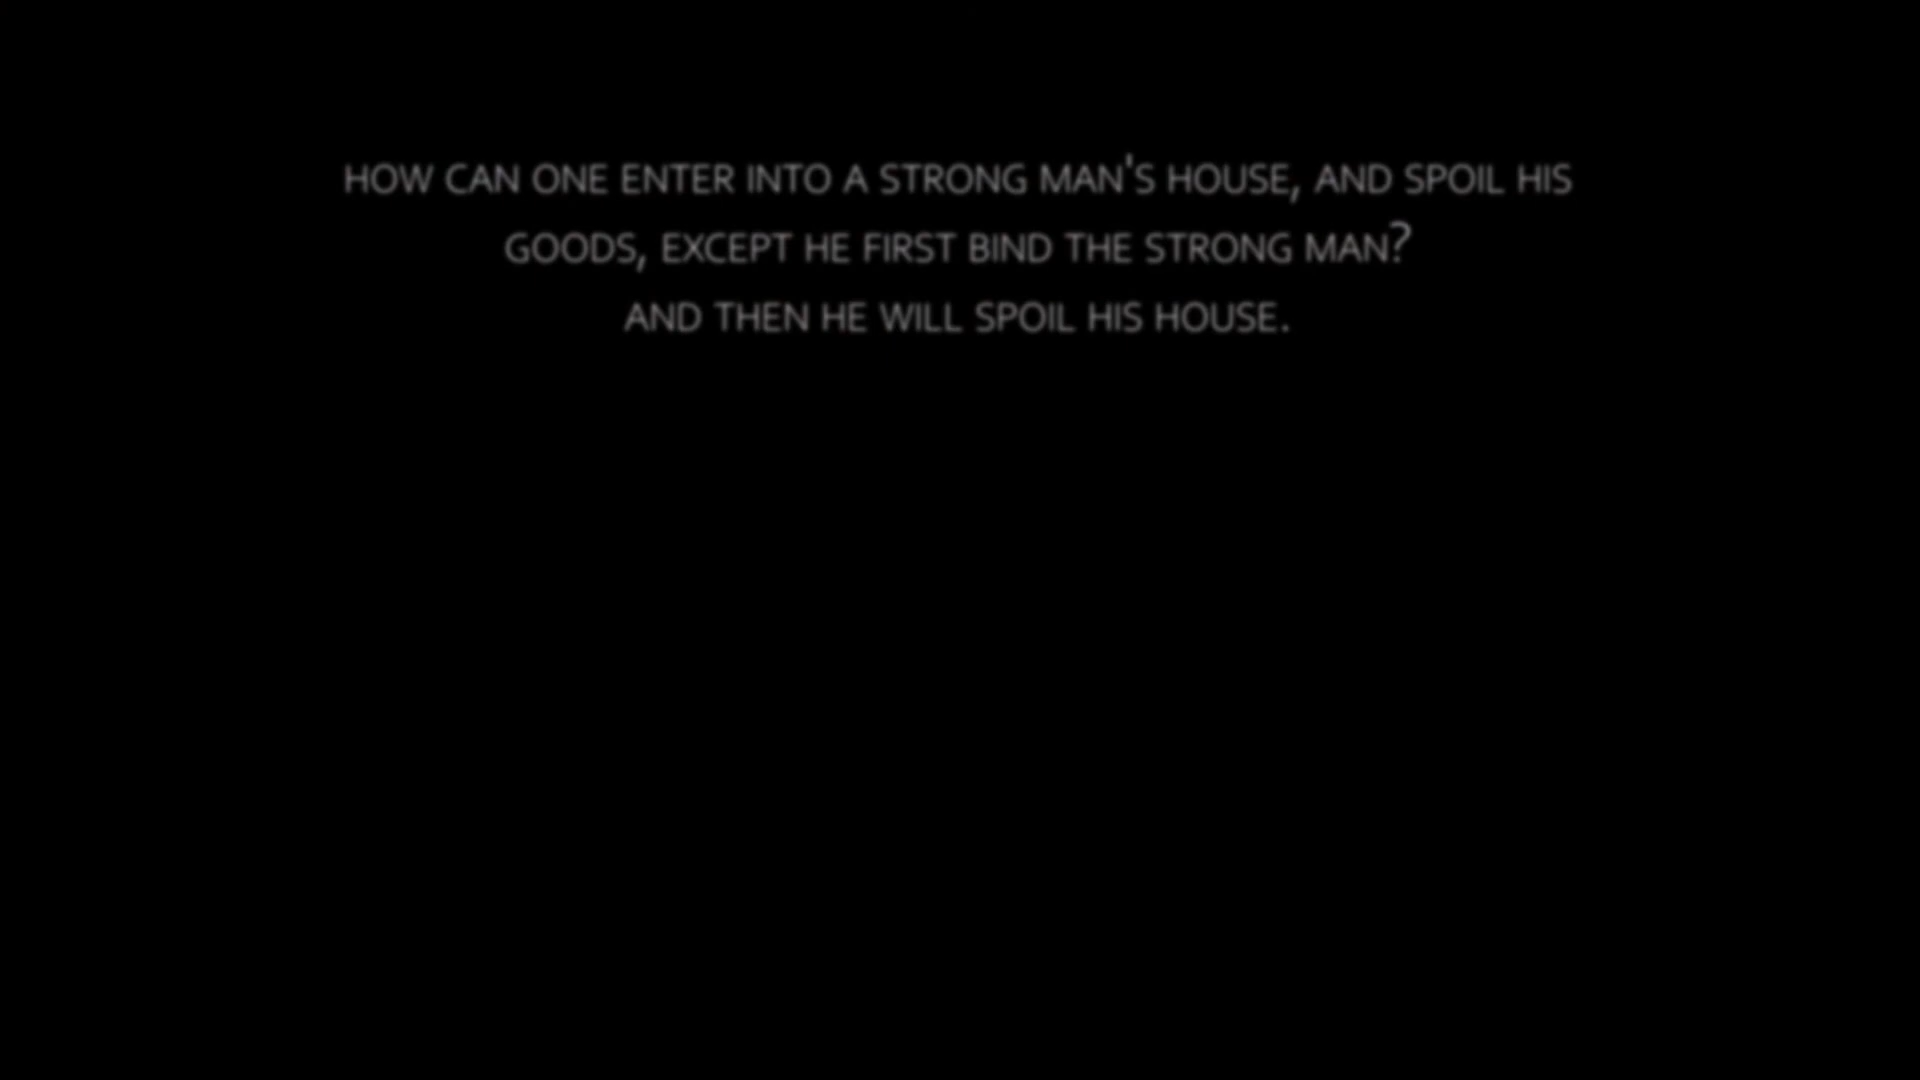 HOW CAN ONE ENTER INTO A STRONG MAN'S HOUSE, AND SPOIL HIS
GOODS, EXCEPT HE FIRST BIND THE STRONG MAN?
AND THEN HE WILL SPOIL HIS HOUSE.